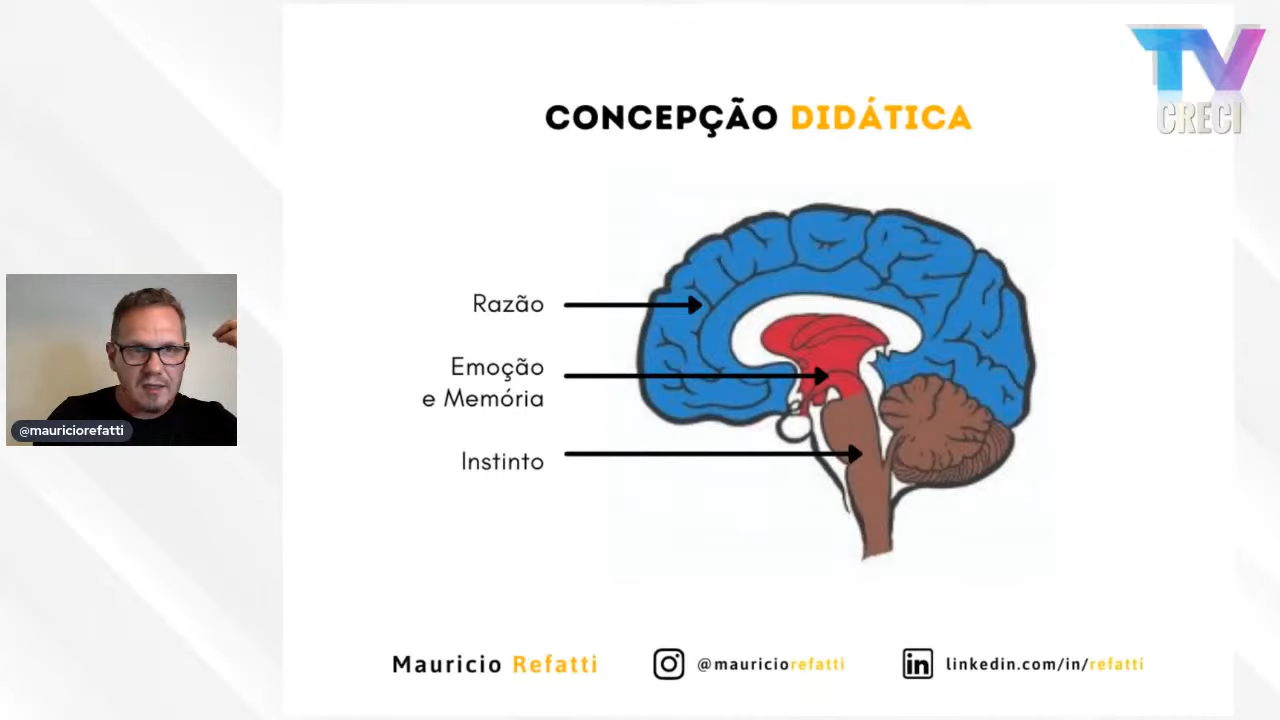 TV
CRECI
CONCEPÇÃO DIDÁTICA
Razão
Emoção
e Memória
Instinto
@mauriciorefatti
Mauricio Refatti
@mauriciorefatti
linkedin.com/in/refatti